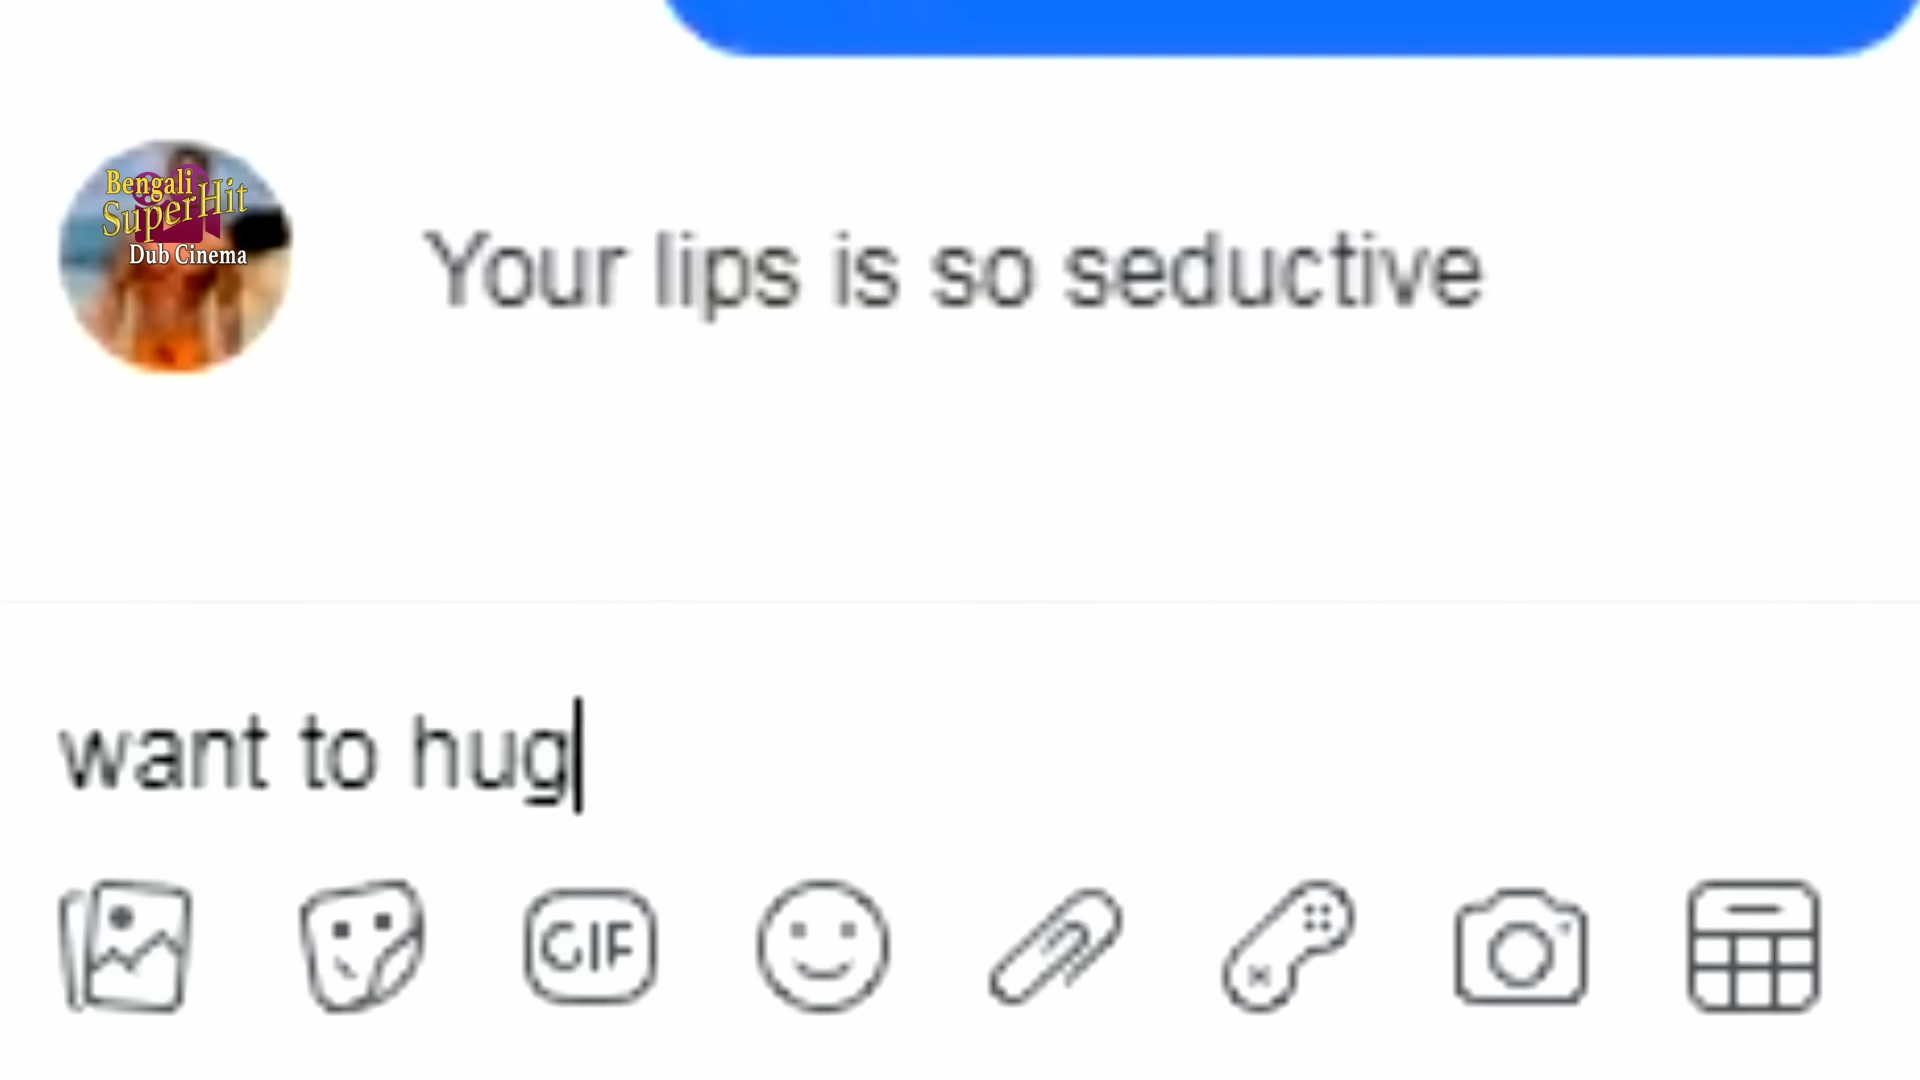 Bengali
SuperHit
Dub Cinema
Your lips is so seductive
want to hug
GIF